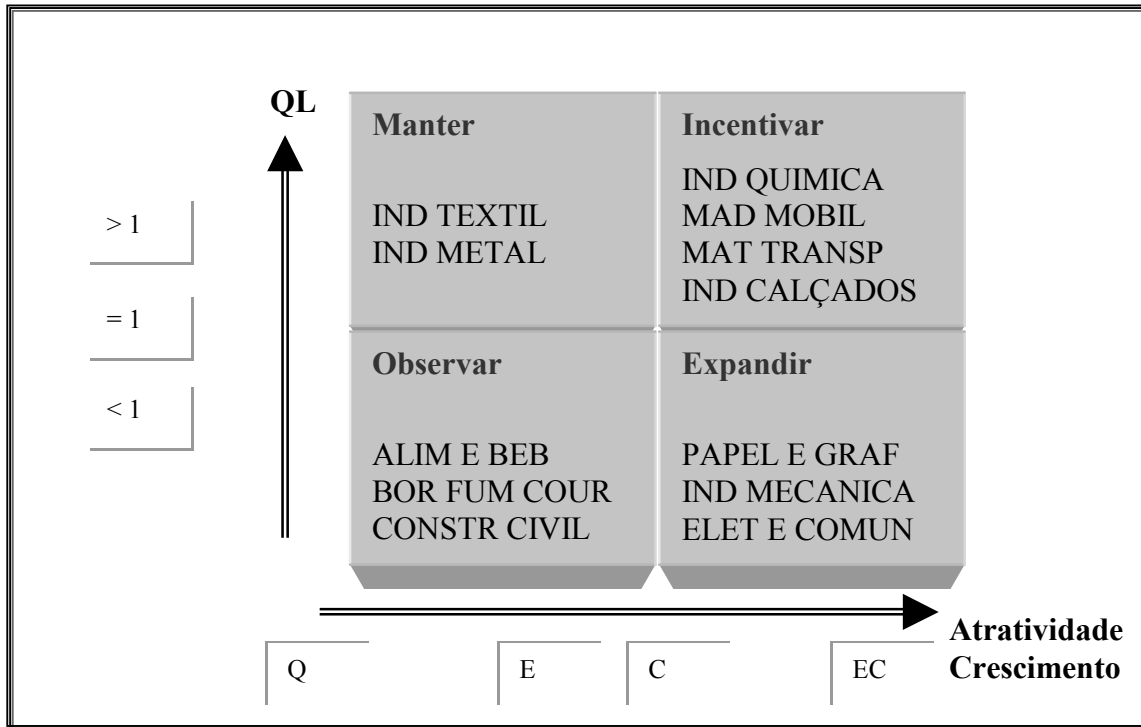 QL
Manter
Incentivar
IND QUIMICA
IND TEXTIL
MAD MOBIL
IND METAL
MAT TRANSP
IND CALÇADOS
> 1
= 1
< 1
Observar
Expandir
ALIM E BEB
PAPEL E GRAF
BOR FUM COUR
IND MECANICA
CONSTR CIVIL
ELET E COMUN
Q
E
C
EC
Atratividade
Crescimento